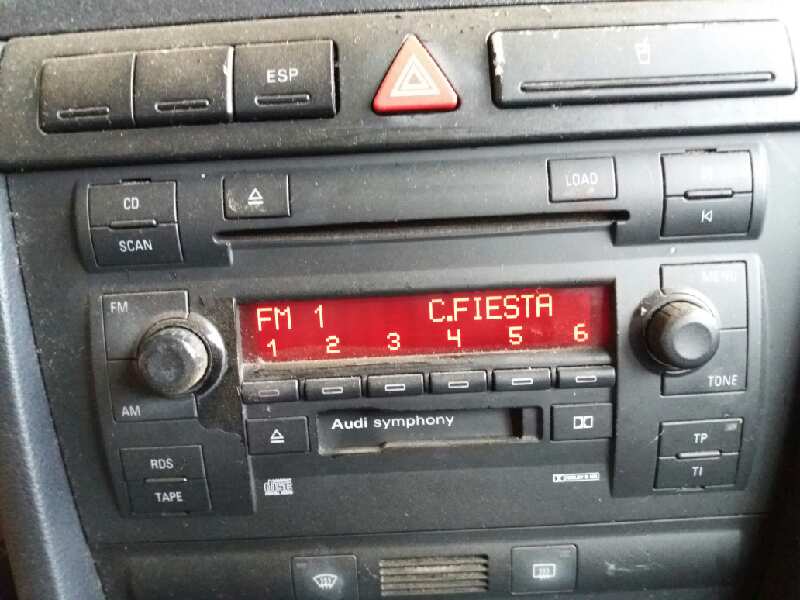 ESP
CD
SCAN
LOAD
FM
AM
FM 1 C.FIESTA
1 2 3 4 5 6
MENU
TONE
Audi symphony
RDS
TAPE
TP
TI